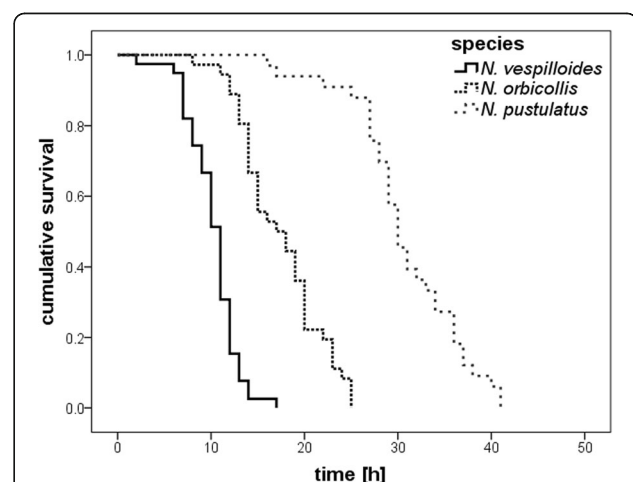 species
N. vespilloides
N. orbicollis
N. pustulatus
1.0
0.8
0.6
0.4
0.2
0.0
cumulative survival
0 10 20 30 40 50
time [h]